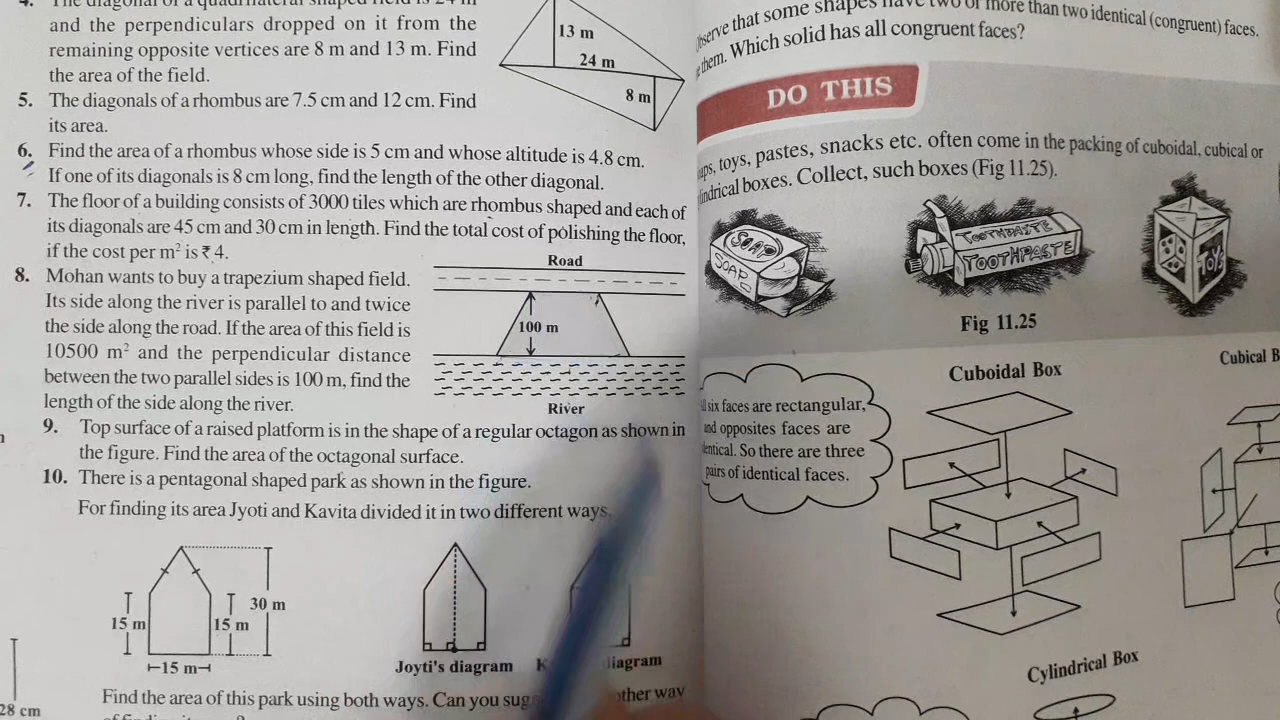 4. The diagonal of a quadrilateral shaped field is 24 m
and the perpendiculars dropped on it from the
remaining opposite vertices are 8 m and 13 m. Find
the area of the field.
13 m
24 m
8 m
5. The diagonals of a rhombus are 7.5 cm and 12 cm. Find
its area.
6. Find the area of a rhombus whose side is 5 cm and whose altitude is 4.8 cm.
If one of its diagonals is 8 cm long, find the length of the other diagonal.
7. The floor of a building consists of 3000 tiles which are rhombus shaped and each of
its diagonals are 45 cm and 30 cm in length. Find the total cost of polishing the floor,
if the cost per m² is ₹ 4.
8. Mohan wants to buy a trapezium shaped field.
Its side along the river is parallel to and twice
the side along the road. If the area of this field is
10500 m² and the perpendicular distance
between the two parallel sides is 100 m, find the
length of the side along the river.
Road
100 m
River
9. Top surface of a raised platform is in the shape of a regular octagon as shown in
the figure. Find the area of the octagonal surface.
10. There is a pentagonal shaped park as shown in the figure.
For finding its area Jyoti and Kavita divided it in two different ways.
15 m
15 m
30 m
15 m
Joyti's diagram
K diagram
Find the area of this park using both ways. Can you other way
28 cm
observe that some shapes have two or more than two identical (congruent) faces.
them. Which solid has all congruent faces?
DO THIS
toys, pastes, snacks etc. often come in the packing of cuboidal, cubical or
boxes. Collect, such boxes (Fig 11.25).
SOAP
SOAP
TOOTHPASTE
TOOTHPASTE
TOYS
Fig 11.25
six faces are rectangular,
and opposites faces are
identical. So there are three
pairs of identical faces.
Cuboidal Box
Cubical B
Cylindrical Box